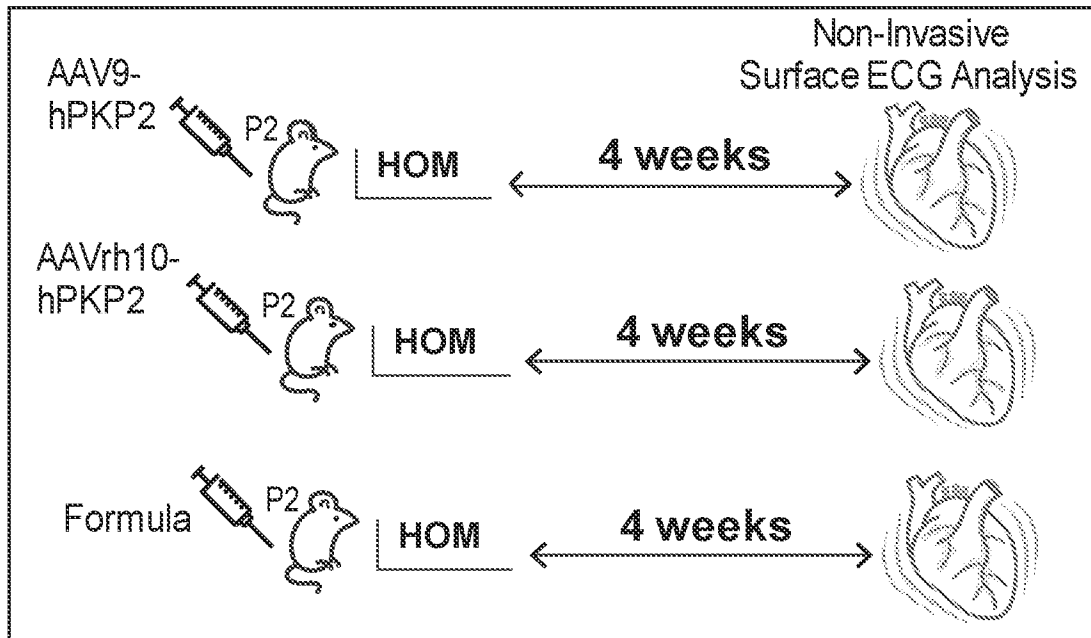 Non-Invasive
Surface ECG Analysis
AAV9-
hPKP2
P2
HOM
4 weeks
AAVrh10-
hPKP2
P2
HOM
4 weeks
Formula
P2
HOM
4 weeks